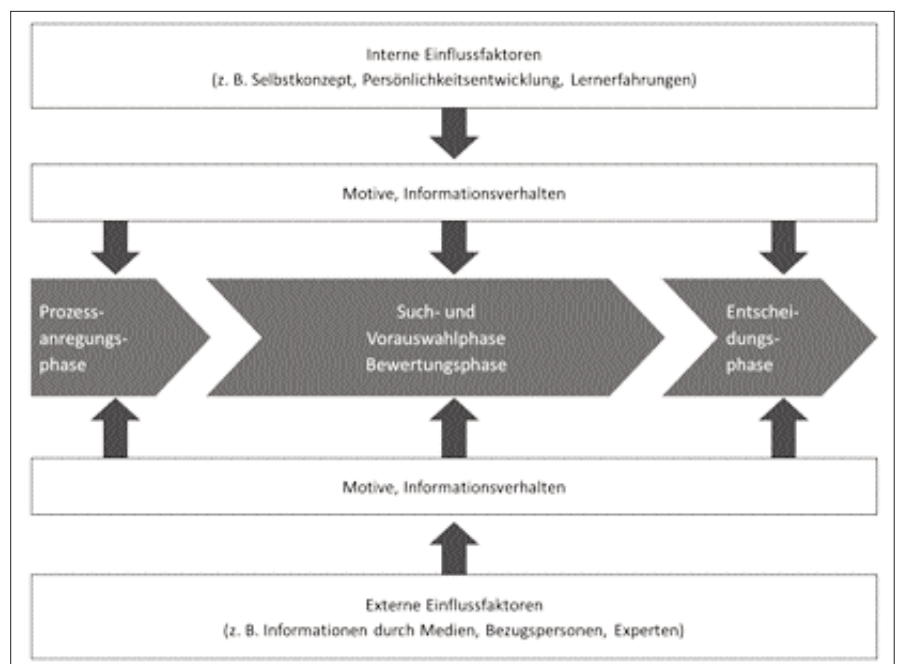 Interne Einflussfaktoren
(z. B. Selbstkonzept, Persönlichkeitsentwicklung, Lernerfahrungen)
Motive, Informationsverhalten
Prozess-
anregungs-
phase
Such- und
Vorauswahlphase
Bewertungsphase
Entschei-
dungs-
phase
Motive, Informationsverhalten
Externe Einflussfaktoren
(z. B. Informationen durch Medien, Bezugspersonen, Experten)